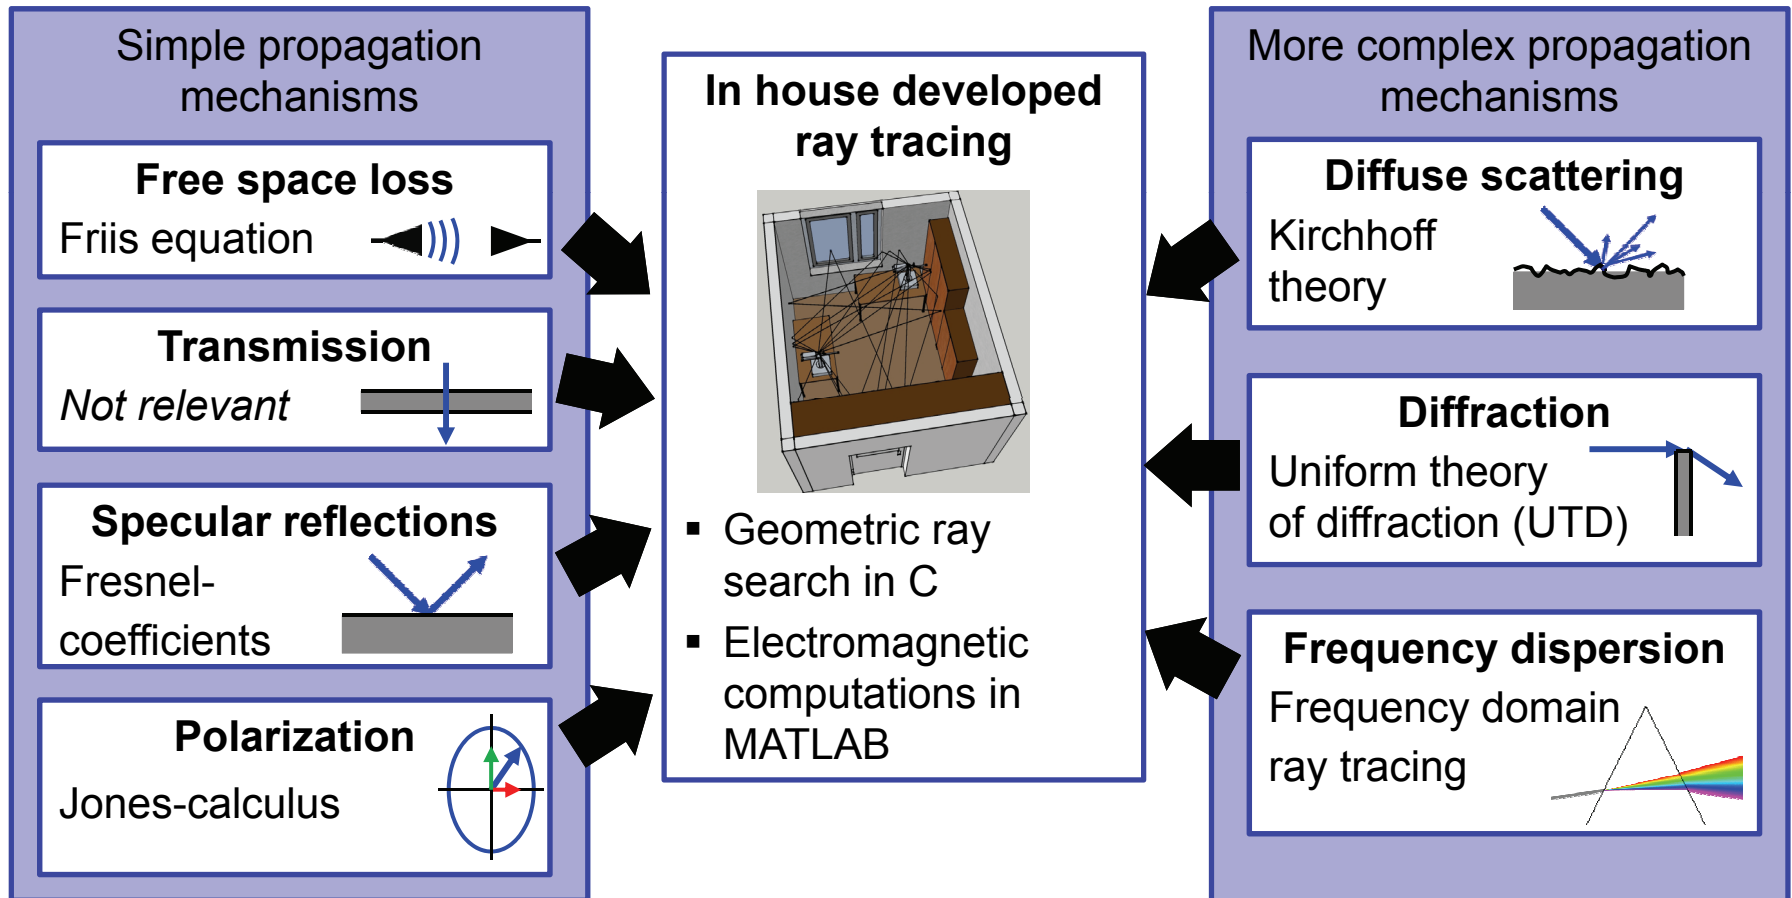 Simple propagation
mechanisms
Free space loss
Friis equation
Transmission
Not relevant
Specular reflections
Fresnel-
coefficients
Polarization
Jones-calculus
In house developed
ray tracing
▪ Geometric ray
search in C
▪ Electromagnetic
computations in
MATLAB
More complex propagation
mechanisms
Diffuse scattering
Kirchhoff
theory
Diffraction
Uniform theory
of diffraction (UTD)
Frequency dispersion
Frequency domain
ray tracing